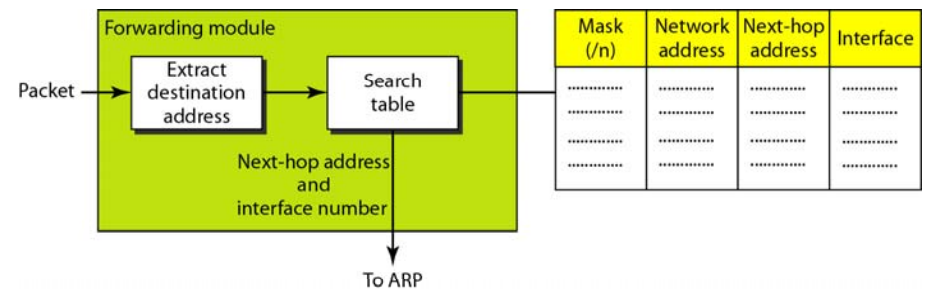 Forwarding module
Packet
Extract
destination
address
Search
table
Next-hop address
and
interface number
To ARP
Mask
(/n)
Network
address
Next-hop
address
Interface
............. ............. ............. .............
............. ............. ............. .............
............. ............. ............. .............
............. ............. ............. .............